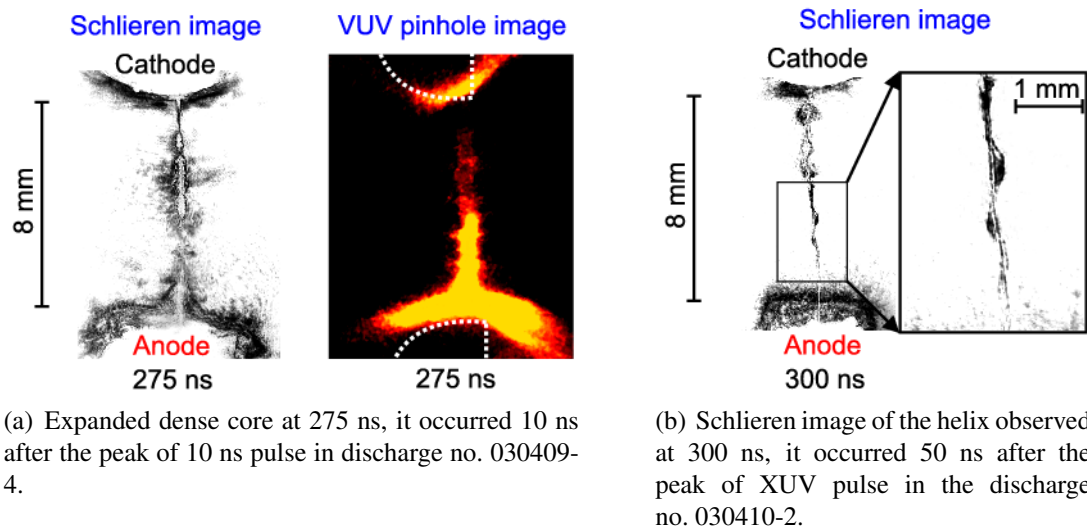 Schlieren image
VUV pinhole image
Cathode
8 mm
Anode
275 ns
275 ns
(a) Expanded dense core at 275 ns, it occurred 10 ns
after the peak of 10 ns pulse in discharge no. 030409-
4.
Schlieren image
Cathode
1 mm
8 mm
Anode
300 ns
(b) Schlieren image of the helix observed
at 300 ns, it occurred 50 ns after the
peak of XUV pulse in the discharge
no. 030410-2.